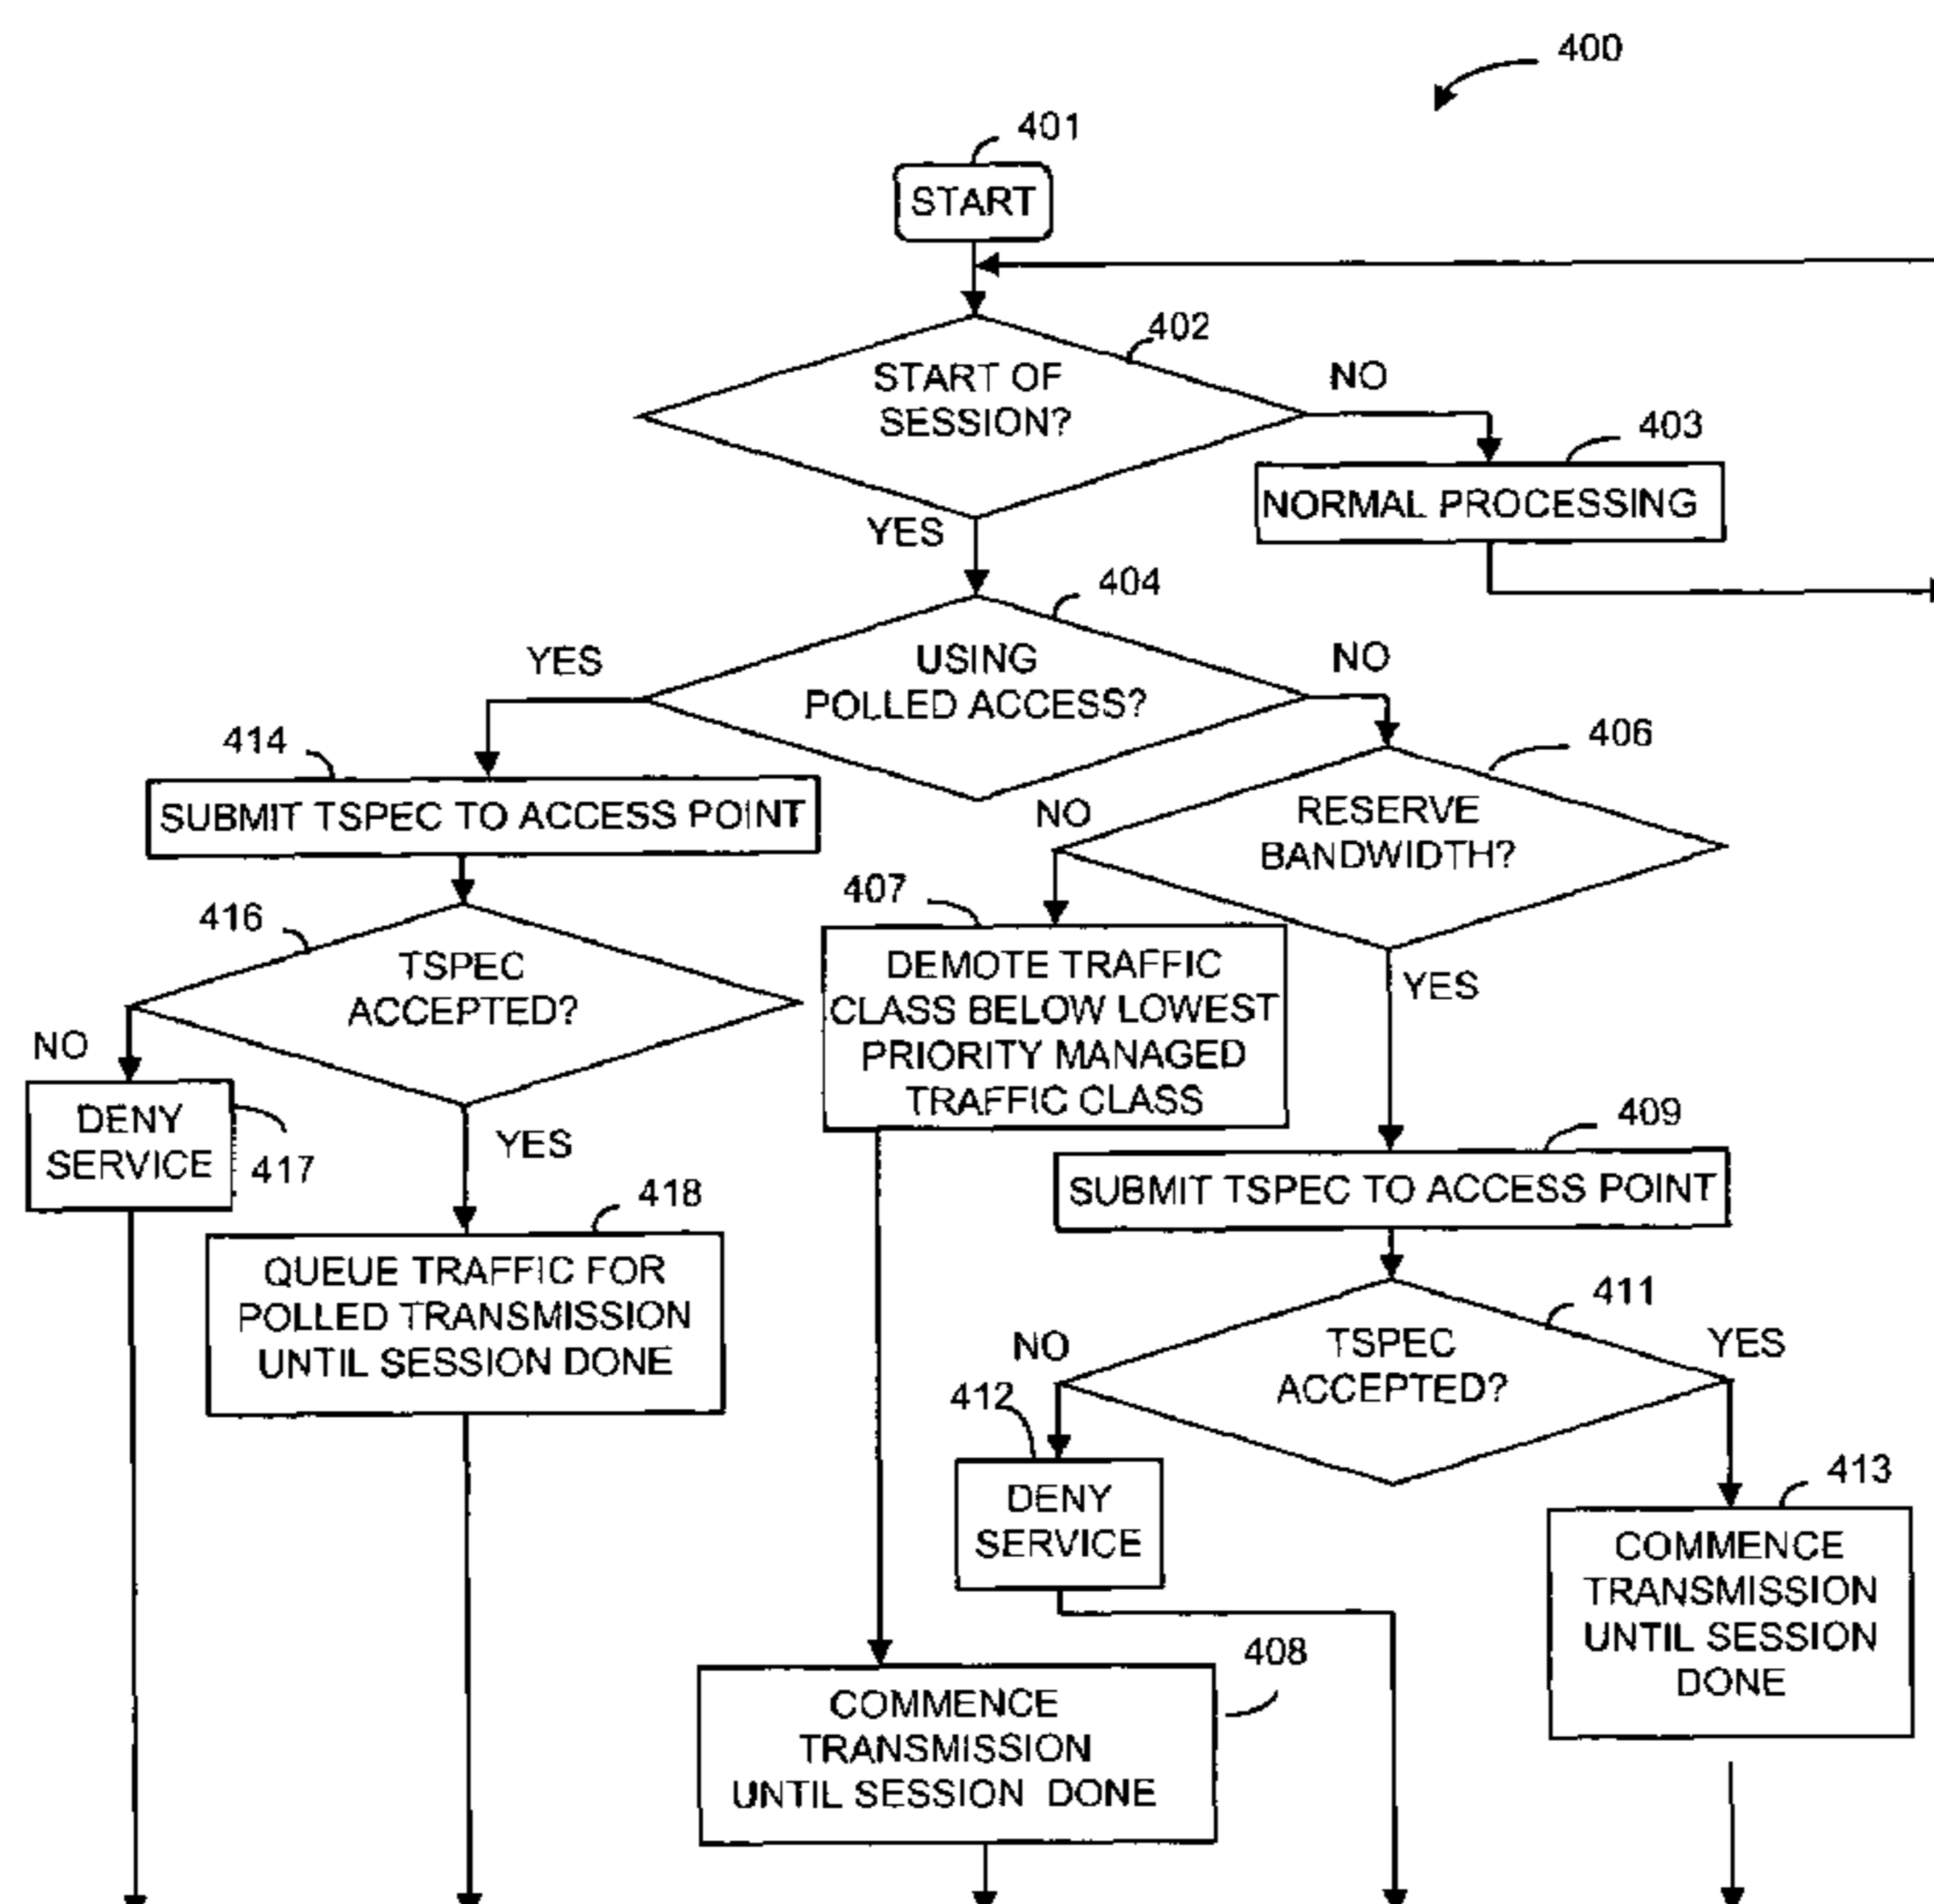 400
401
START
402
START OF
SESSION?
NO
403
NORMAL PROCESSING
YES
404
USING
POLLED ACCESS?
YES
NO
414
SUBMIT TSPEC TO ACCESS POINT
406
RESERVE
BANDWIDTH?
NO
YES
407
DEMOTE TRAFFIC
CLASS BELOW LOWEST
PRIORITY MANAGED
TRAFFIC CLASS
416
TSPEC
ACCEPTED?
NO
DENY
SERVICE
417
YES
418
QUEUE TRAFFIC FOR
POLLED TRANSMISSION
UNTIL SESSION DONE
409
SUBMIT TSPEC TO ACCESS POINT
411
TSPEC
ACCEPTED?
NO
YES
412
DENY
SERVICE
413
COMMENCE
TRANSMISSION
UNTIL SESSION
DONE
408
COMMENCE
TRANSMISSION
UNTIL SESSION DONE